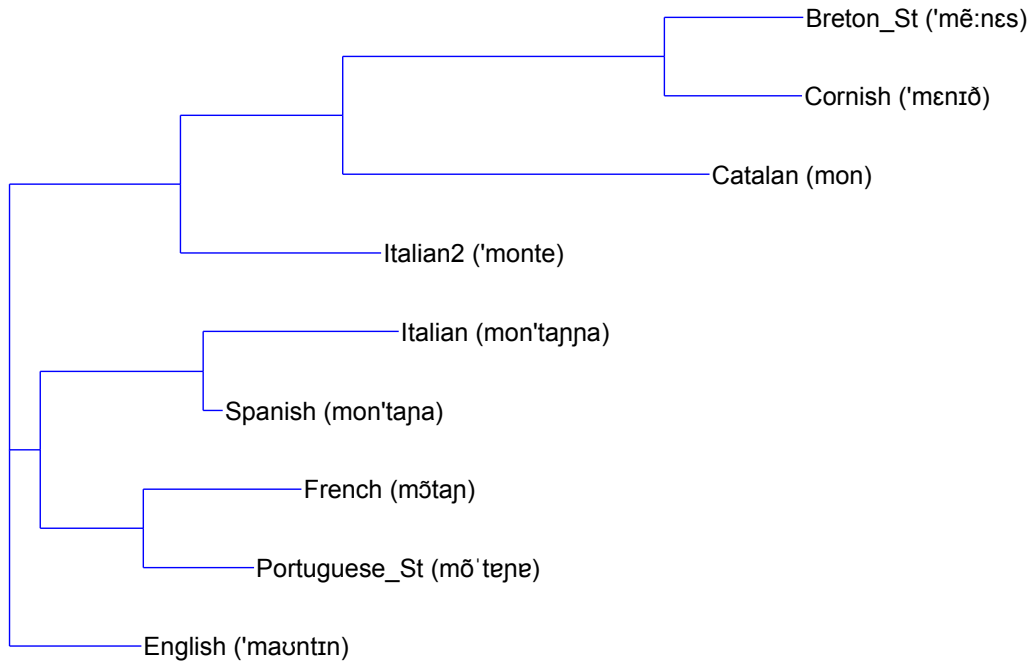 Breton_St ('mẽ:nɛs)
Cornish ('mɛnɪð)
Catalan (mon)
Italian2 ('monte)
Italian (mon'taɲɲa)
Spanish (mon'taɲa)
French (mɔ̃taɲ)
Portuguese_St (mõˈtɐɲɐ)
English ('maʊntɪn)